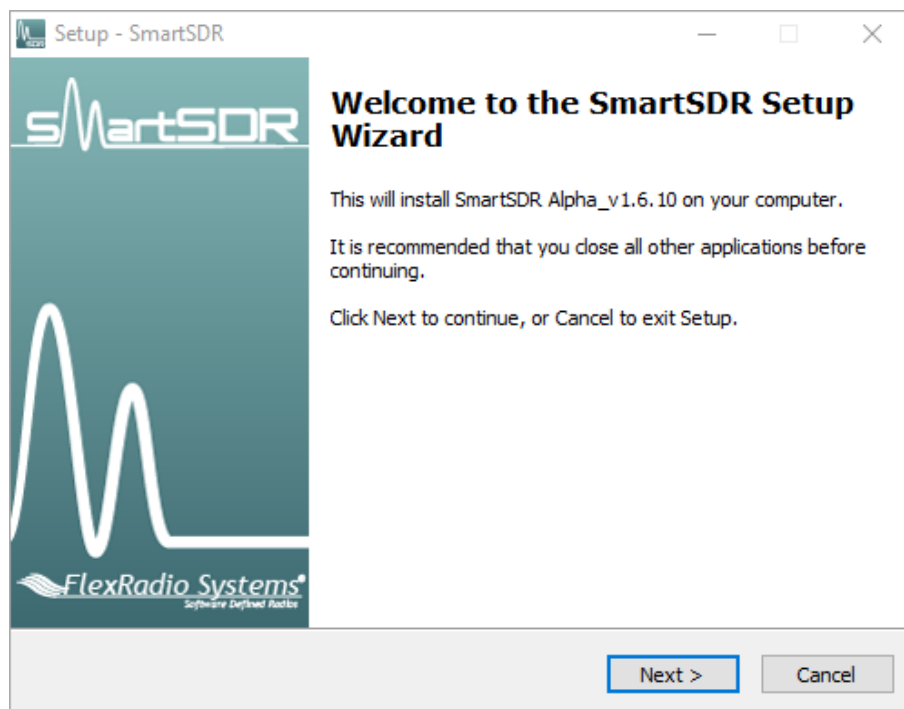 Setup - SmartSDR
smartSDR
Welcome to the SmartSDR Setup
Wizard
This will install SmartSDR Alpha_v1.6.10 on your computer.
It is recommended that you close all other applications before
continuing.
Click Next to continue, or Cancel to exit Setup.
FlexRadio Systems®
Software Defined Radios
Next >
Cancel